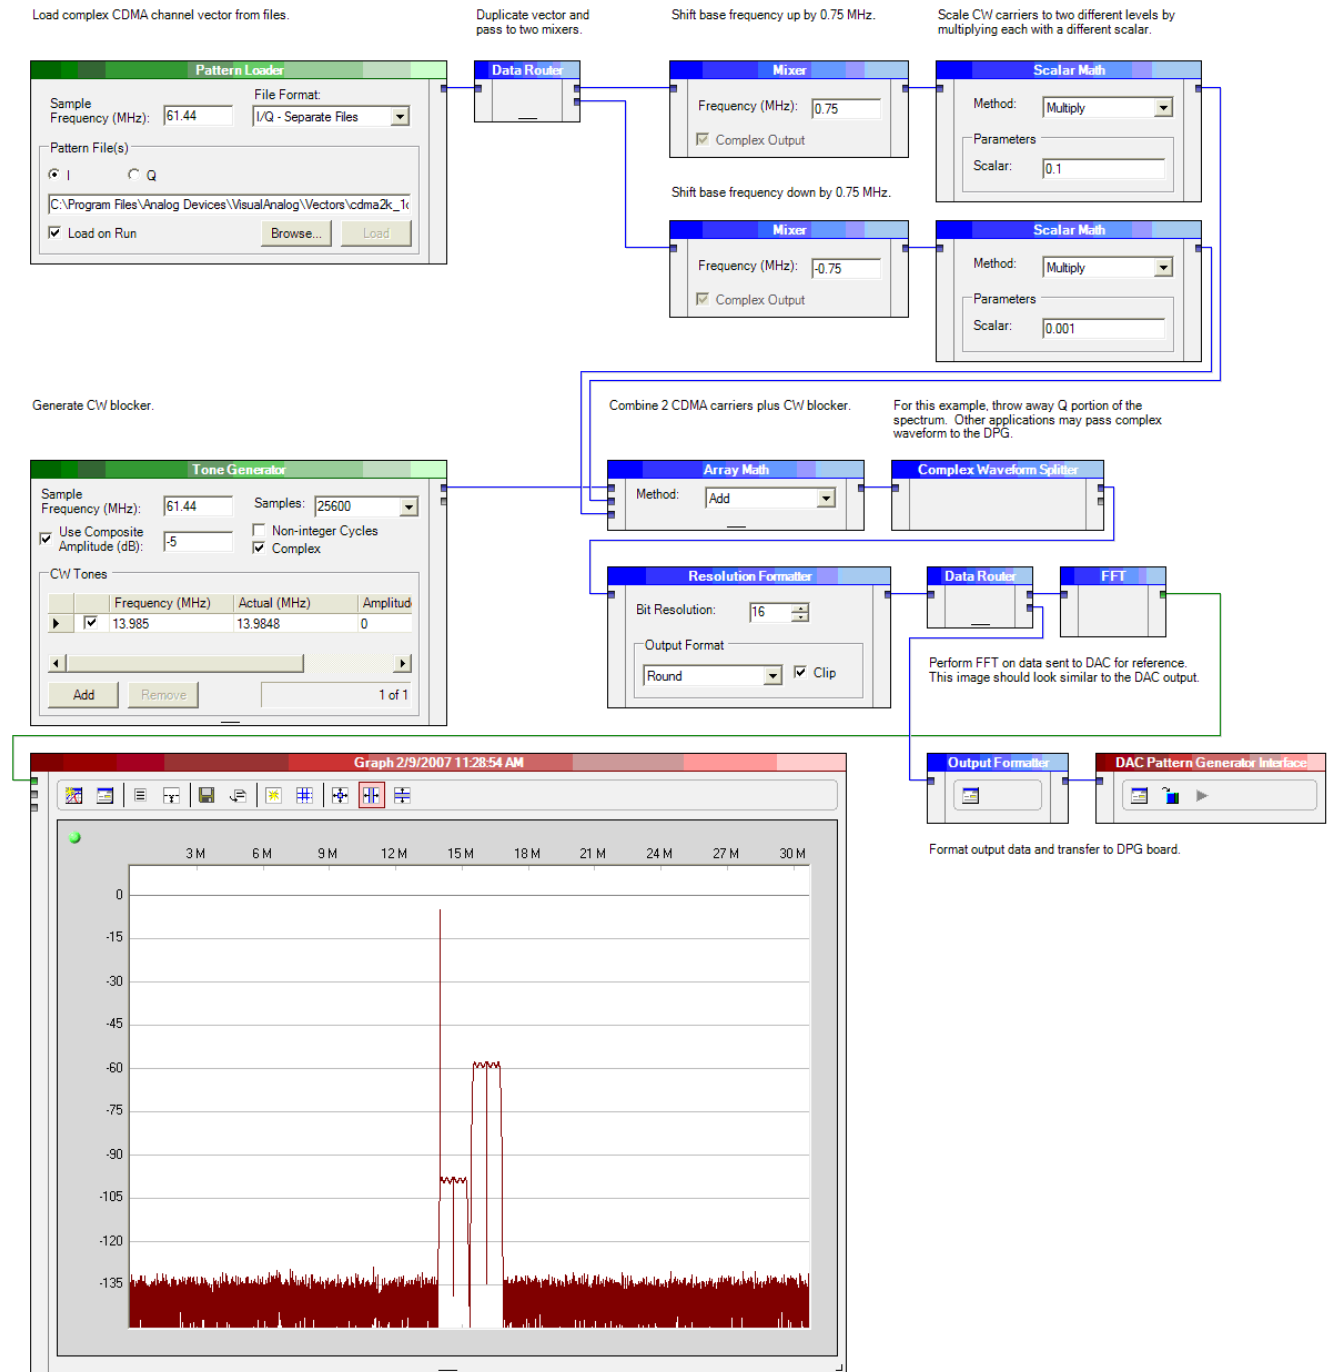 Load complex CDMA channel vector from files.
Duplicate vector and
pass to two mixers.
Shift base frequency up by 0.75 MHz.
Scale CW carriers to two different levels by
multiplying each with a different scalar.
Pattern Loader
Sample
Frequency (MHz):
61.44
File Format:
I/Q - Separate Files
Pattern File(s)
I
Q
C:\Program Files\Analog Devices\VisualAnalog\Vectors\cdma2k_1c
Load on Run
Browse...
Load
Data Router
Mixer
Frequency (MHz):
0.75
Complex Output
Scalar Math
Method:
Multiply
Parameters
Scalar:
0.1
Shift base frequency down by 0.75 MHz.
Mixer
Frequency (MHz):
-0.75
Complex Output
Scalar Math
Method:
Multiply
Parameters
Scalar:
0.001
Generate CW blocker.
Combine 2 CDMA carriers plus CW blocker.
For this example, throw away Q portion of the
spectrum. Other applications may pass complex
waveform to the DPG.
Tone Generator
Sample
Frequency (MHz):
61.44
Samples:
25600
Use Composite
Amplitude (dB):
-5
Non-integer Cycles
Complex
CW Tones
Frequency (MHz) Actual (MHz) Amplitud
13.985 13.9848 0
Add
Remove
1 of 1
Array Math
Method:
Add
Complex Waveform Splitter
Resolution Formatter
Bit Resolution:
16
Output Format
Round
Clip
Data Router
FFT
Perform FFT on data sent to DAC for reference.
This image should look similar to the DAC output.
Graph 2/9/2007 11:28:54 AM
3 M 6 M 9 M 12 M 15 M 18 M 21 M 24 M 27 M 30 M
0
-15
-30
-45
-60
-75
-90
-105
-120
-135
Output Formatter
DAC Pattern Generator Interface
Format output data and transfer to DPG board.